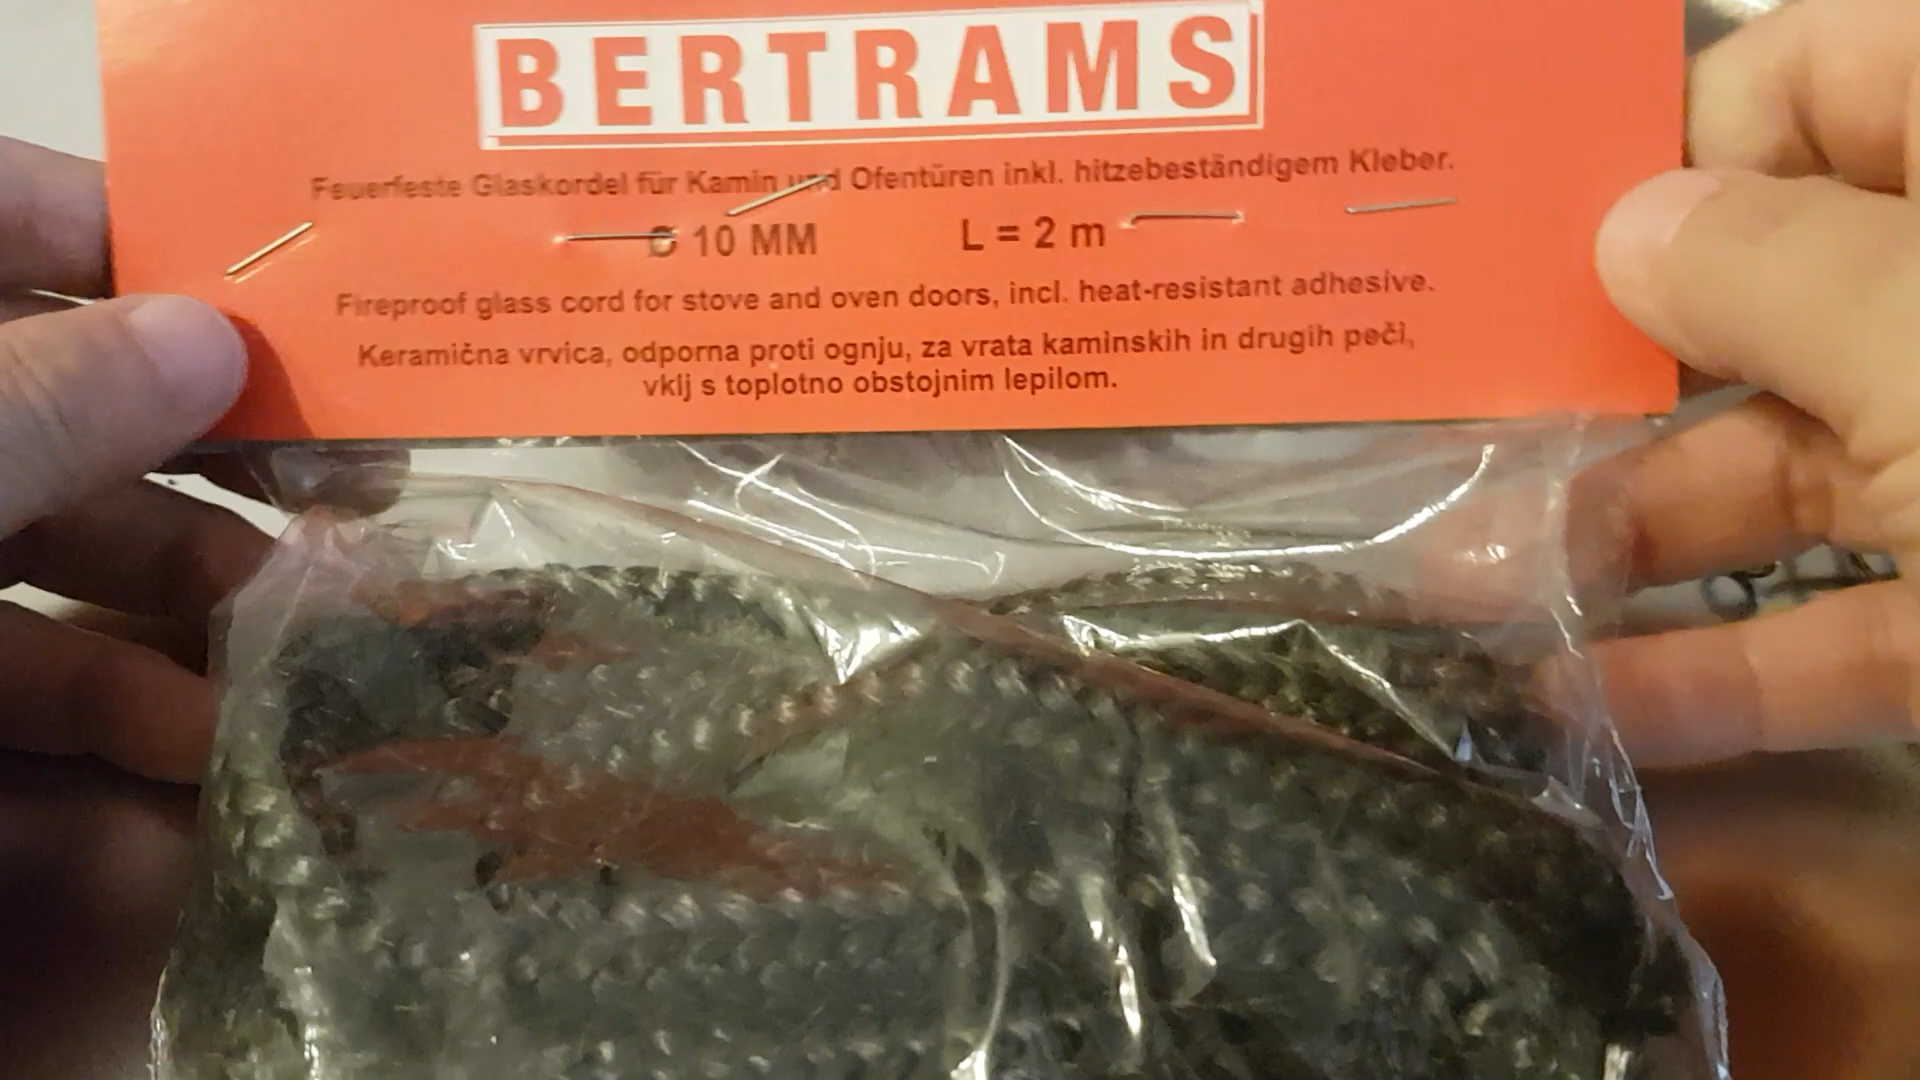 BERTRAMS
Feuerfeste Glaskordel für Kamin und Ofentüren inkl. hitzebeständigem Kleber.
Ø 10 MM L = 2 m
Fireproof glass cord for stove and oven doors, incl. heat-resistant adhesive.
Keramična vrvica, odporna proti ognju, za vrata kaminskih in drugih peči,
vklj s toplotno obstojnim lepilom.